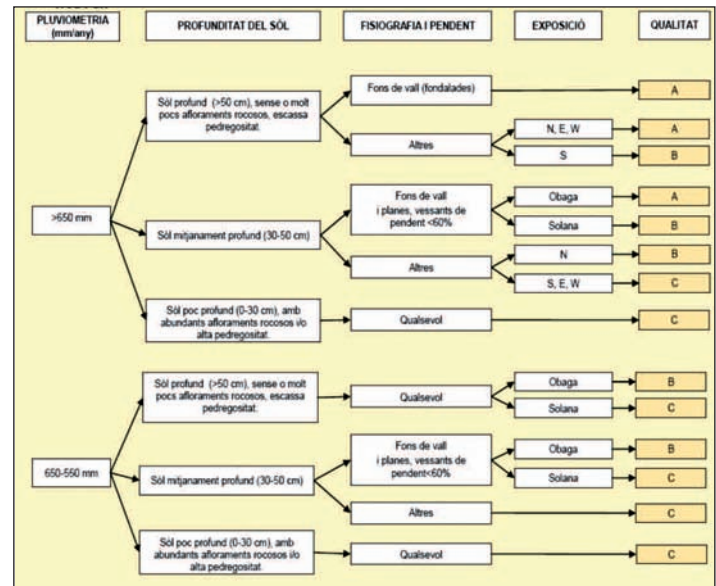 PLUVIOMETRIA
(mm/any)
PROFUNDITAT DEL SÒL
FISIOGRAFIA I PENDENT
EXPOSICIÓ
QUALITAT
>650 mm
Sòl profund (>50 cm), sense o molt
pocs afloraments rocosos, escassa
pedregositat.
Fons de vall (fondalades)
A
Altres
N, E, W
A
S
B
Sòl mitjanament profund (30-50 cm)
Fons de vall
i planes, vessants de
pendent <60%
Obaga
A
Solana
B
Altres
N
B
S, E, W
C
Sòl poc profund (0-30 cm), amb
abundants afloraments rocosos i/o
alta pedregositat.
Qualsevol
C
650-550 mm
Sòl profund (>50 cm), sense o molt
pocs afloraments rocosos, escassa
pedregositat.
Qualsevol
Obaga
B
Solana
C
Sòl mitjanament profund (30-50 cm)
Fons de vall
i planes, vessants de
pendent<60%
Obaga
B
Solana
C
Altres
C
Sòl poc profund (0-30 cm), amb
abundants afloraments rocosos i/o
alta pedregositat.
Qualsevol
C